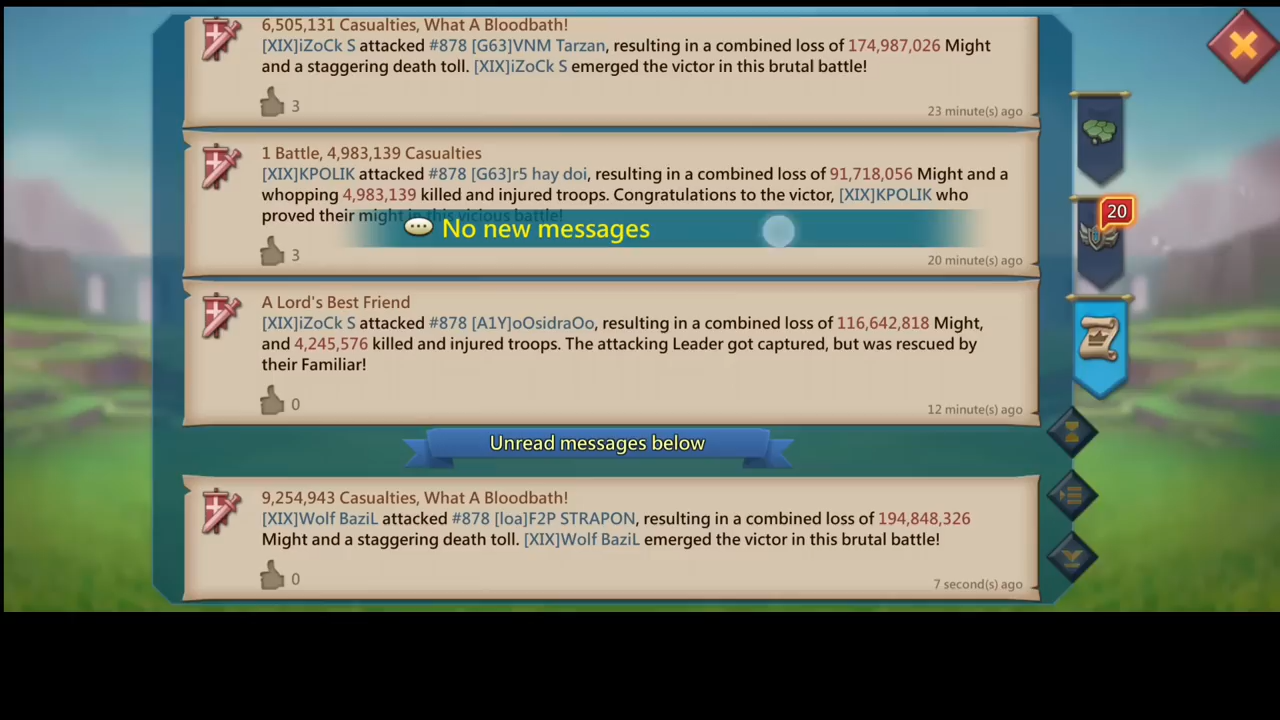 6,505,131 Casualties, What A Bloodbath!
[XIX]iZoCk S attacked #878 [G63]VNM Tarzan, resulting in a combined loss of 174,987,026 Might
and a staggering death toll. [XIX]iZoCk S emerged the victor in this brutal battle!
3
23 minute(s) ago
1 Battle, 4,983,139 Casualties
[XIX]KPOLIK attacked #878 [G63]r5 hay doi, resulting in a combined loss of 91,718,056 Might and a
whopping 4,983,139 killed and injured troops. Congratulations to the victor, [XIX]KPOLIK who
proved their might in this vicious battle!
No new messages
20
3
20 minute(s) ago
A Lord's Best Friend
[XIX]iZoCk S attacked #878 [A1Y]oOsidraOo, resulting in a combined loss of 116,642,818 Might,
and 4,245,576 killed and injured troops. The attacking Leader got captured, but was rescued by
their Familiar!
0
12 minute(s) ago
Unread messages below
9,254,943 Casualties, What A Bloodbath!
[XIX]Wolf BaziL attacked #878 [loa]F2P STRAPON, resulting in a combined loss of 194,848,326
Might and a staggering death toll. [XIX]Wolf BaziL emerged the victor in this brutal battle!
0
7 second(s) ago